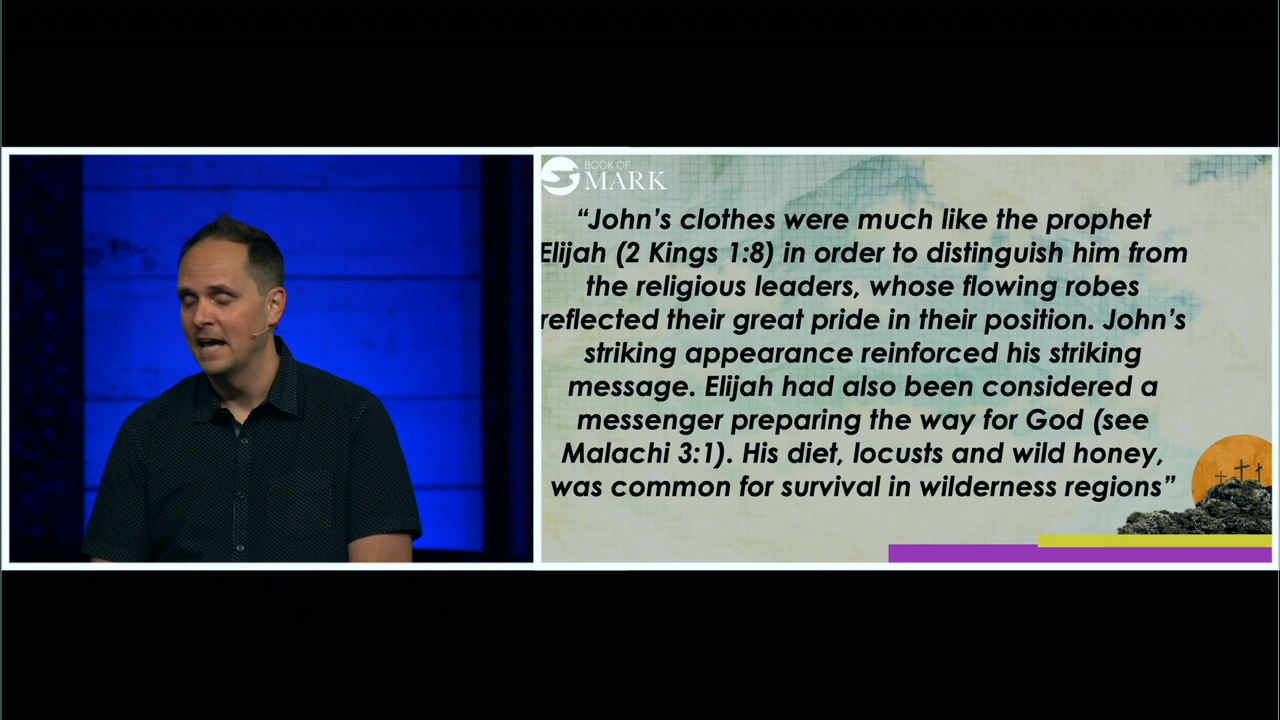 BOOK OF
MARK
“John’s clothes were much like the prophet
Elijah (2 Kings 1:8) in order to distinguish him from
the religious leaders, whose flowing robes
reflected their great pride in their position. John’s
striking appearance reinforced his striking
message. Elijah had also been considered a
messenger preparing the way for God (see
Malachi 3:1). His diet, locusts and wild honey,
was common for survival in wilderness regions”